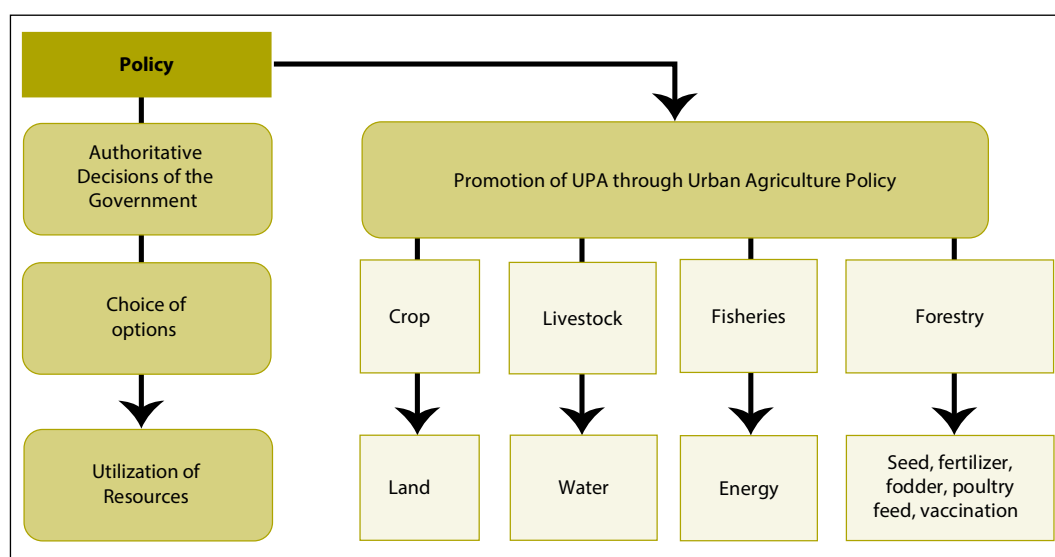 Policy
Authoritative
Decisions of the
Government
Promotion of UPA through Urban Agriculture Policy
Choice of
options
Crop
Livestock
Fisheries
Forestry
Utilization of
Resources
Land
Water
Energy
Seed, fertilizer,
fodder, poultry
feed, vaccination